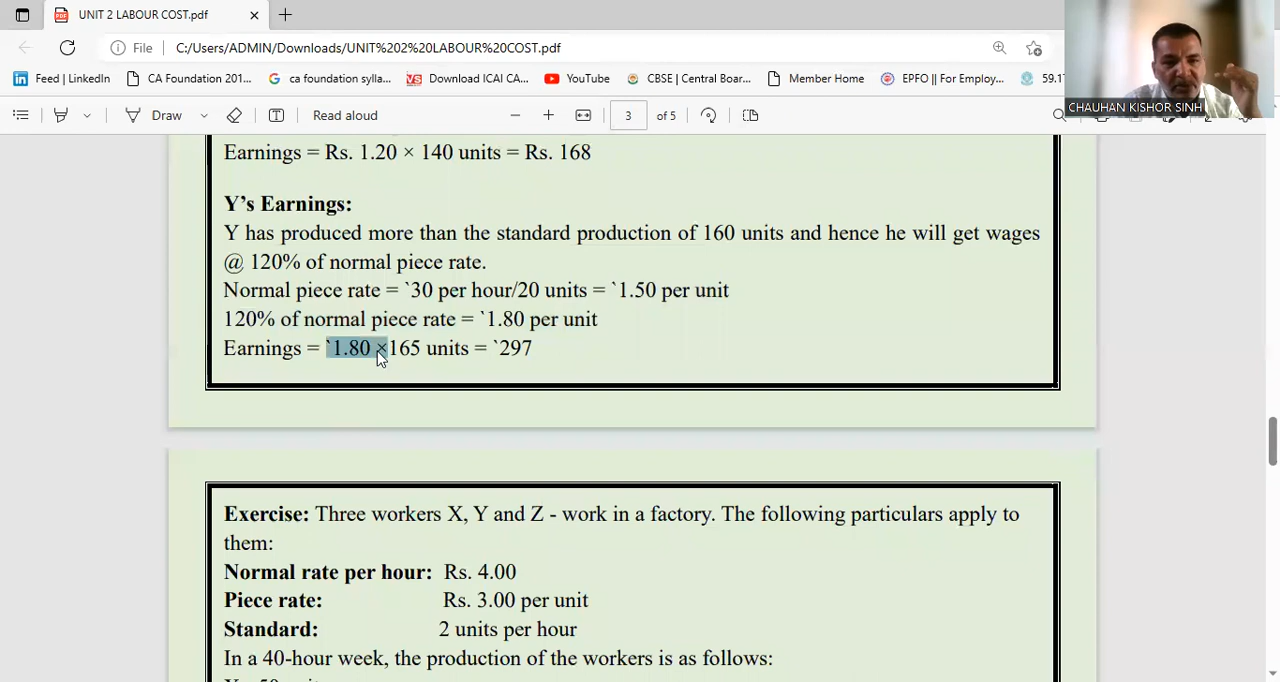 UNIT 2 LABOUR COST.pdf
File C:/Users/ADMIN/Downloads/UNIT%202%20LABOUR%20COST.pdf
Feed | LinkedIn CA Foundation 201... ca foundation sylla... Download ICAI CA... YouTube CBSE | Central Boar... Member Home EPFO || For Employ... 59.1
Draw Read aloud 3 of 5
CHAUHAN KISHOR SINH
Earnings = Rs. 1.20 × 140 units = Rs. 168
Y’s Earnings:
Y has produced more than the standard production of 160 units and hence he will get wages
@ 120% of normal piece rate.
Normal piece rate = `30 per hour/20 units = `1.50 per unit
120% of normal piece rate = `1.80 per unit
Earnings = `1.80 ×165 units = `297
Exercise: Three workers X, Y and Z - work in a factory. The following particulars apply to
them:
Normal rate per hour: Rs. 4.00
Piece rate: Rs. 3.00 per unit
Standard: 2 units per hour
In a 40-hour week, the production of the workers is as follows: